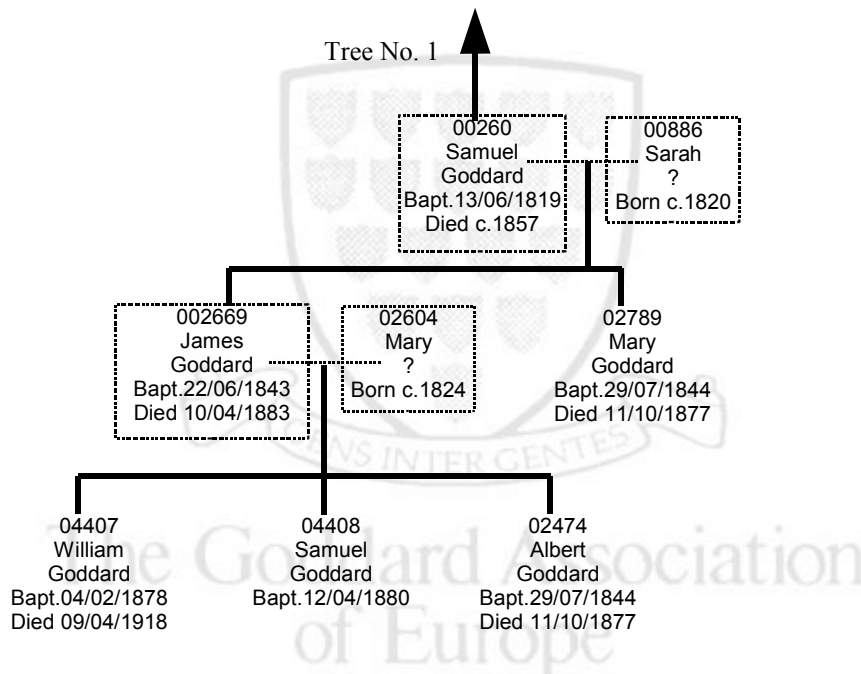 Tree No. 1
00260
Samuel
Goddard
Bapt.13/06/1819
Died c.1857
00886
Sarah
?
Born c.1820
002669
James
Goddard
Bapt.22/06/1843
Died 10/04/1883
02604
Mary
?
Born c.1824
02789
Mary
Goddard
Bapt.29/07/1844
Died 11/10/1877
GENS INTER GENTES
04407
William
Goddard
Bapt.04/02/1878
Died 09/04/1918
04408
Samuel
Goddard
Bapt.12/04/1880
02474
Albert
Goddard
Bapt.29/07/1844
Died 11/10/1877
The Goddard Association
of Europe